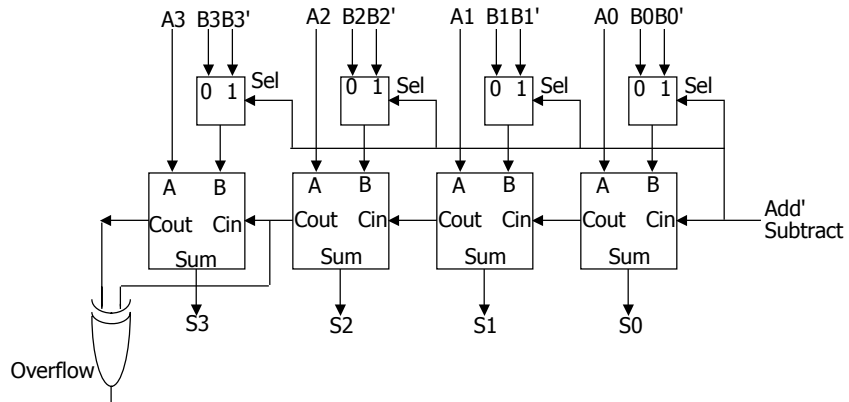 A3 B3B3' A2 B2B2' A1 B1B1' A0 B0B0'
0 1 Sel 0 1 Sel 0 1 Sel 0 1 Sel
A B A B A B A B
Cout Cin Cout Cin Cout Cin Cout Cin Add'
Subtract
Sum Sum Sum Sum
S3 S2 S1 S0
Overflow